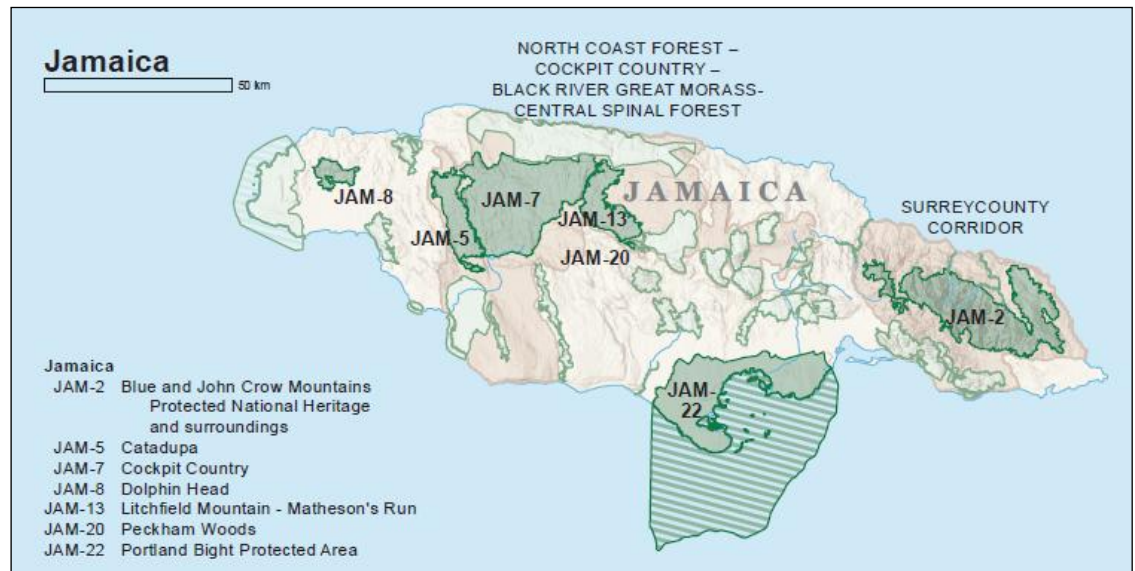 Jamaica
50 km
NORTH COAST FOREST –
COCKPIT COUNTRY –
BLACK RIVER GREAT MORASS-
CENTRAL SPINAL FOREST
JAMAICA
SURREYCOUNTY
CORRIDOR
JAM-8
JAM-7
JAM-13
JAM-5
JAM-20
JAM-2
JAM-
22
Jamaica
JAM-2 Blue and John Crow Mountains
Protected National Heritage
and surroundings
JAM-5 Catadupa
JAM-7 Cockpit Country
JAM-8 Dolphin Head
JAM-13 Litchfield Mountain - Matheson's Run
JAM-20 Peckham Woods
JAM-22 Portland Bight Protected Area